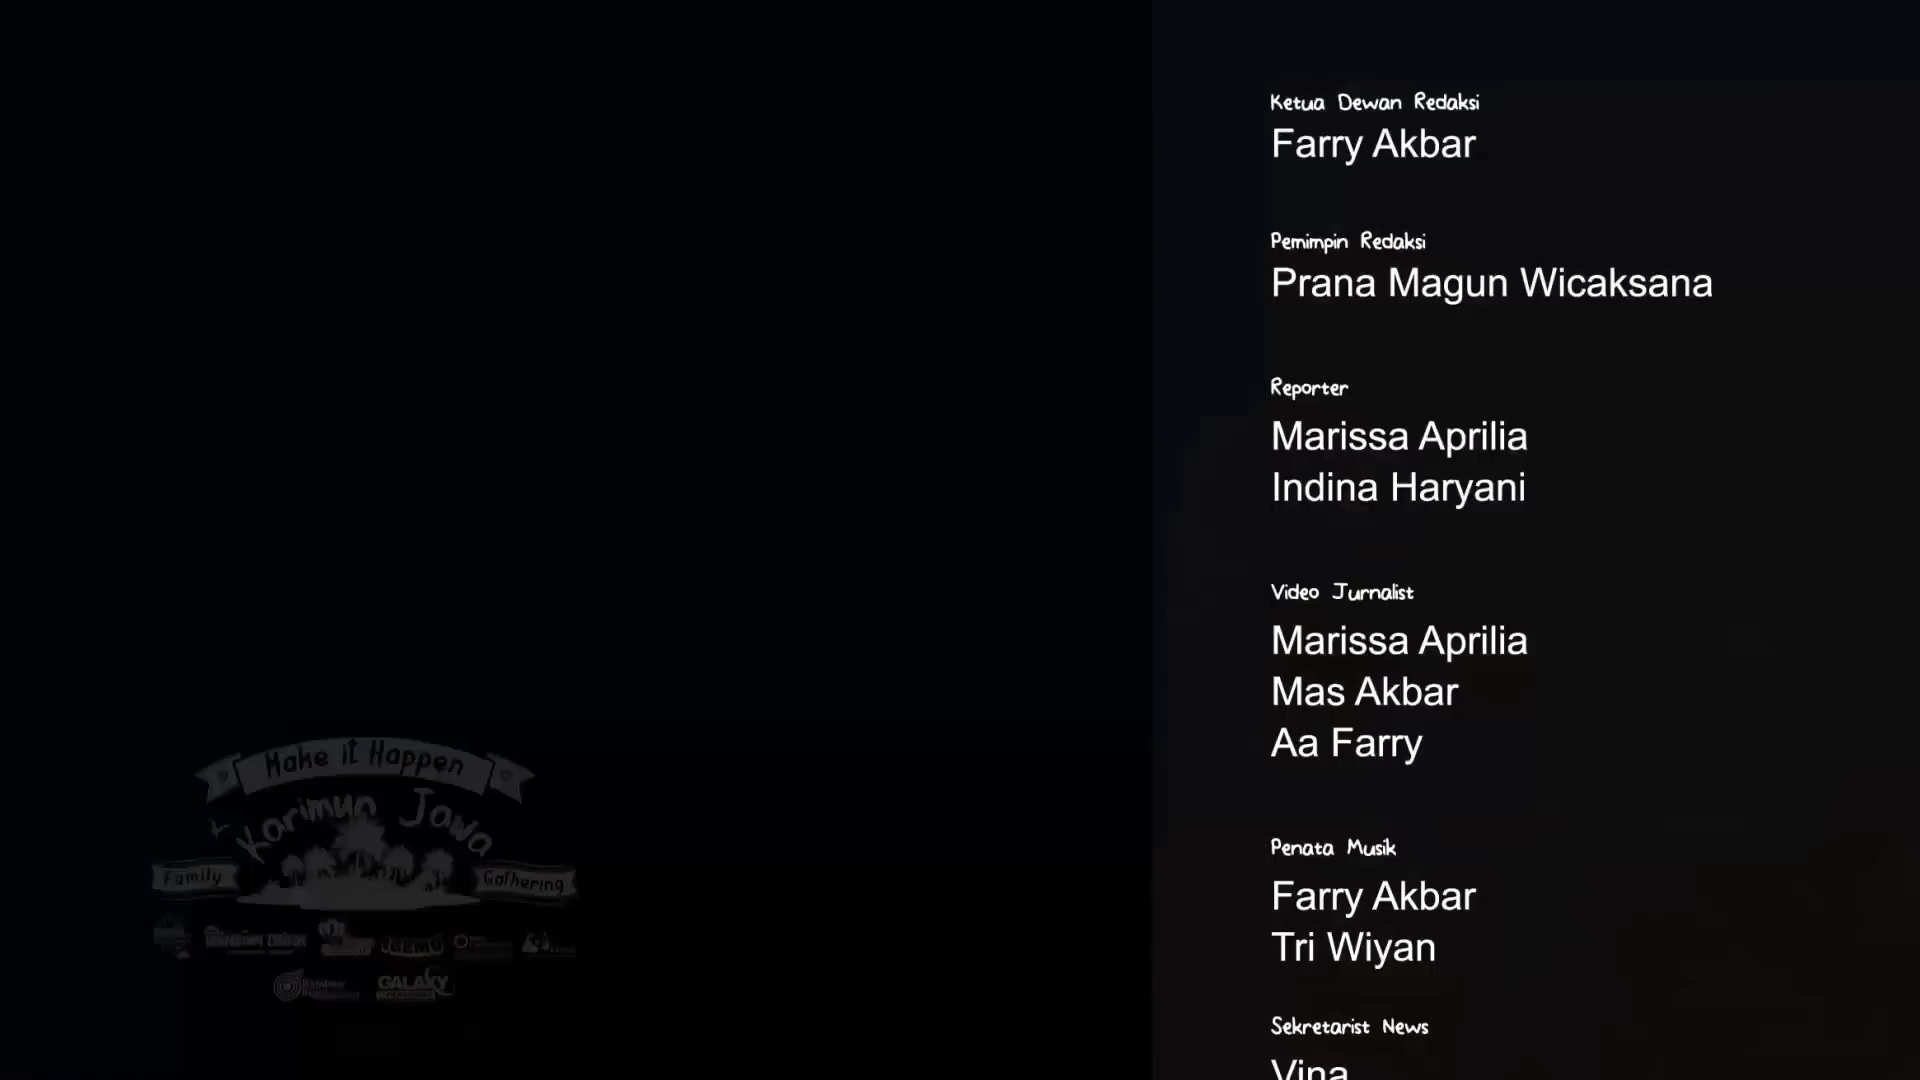 Ketua Dewan Redaksi
Farry Akbar
Pemimpin Redaksi
Prana Magun Wicaksana
Reporter
Marissa Aprilia
Indina Haryani
Video Jurnalist
Marissa Aprilia
Mas Akbar
Aa Farry
Penata Musik
Farry Akbar
Tri Wiyan
Sekretarist News
Vina
Make it Happen
Karimun Jawa
Family
Gathering
GALAXY